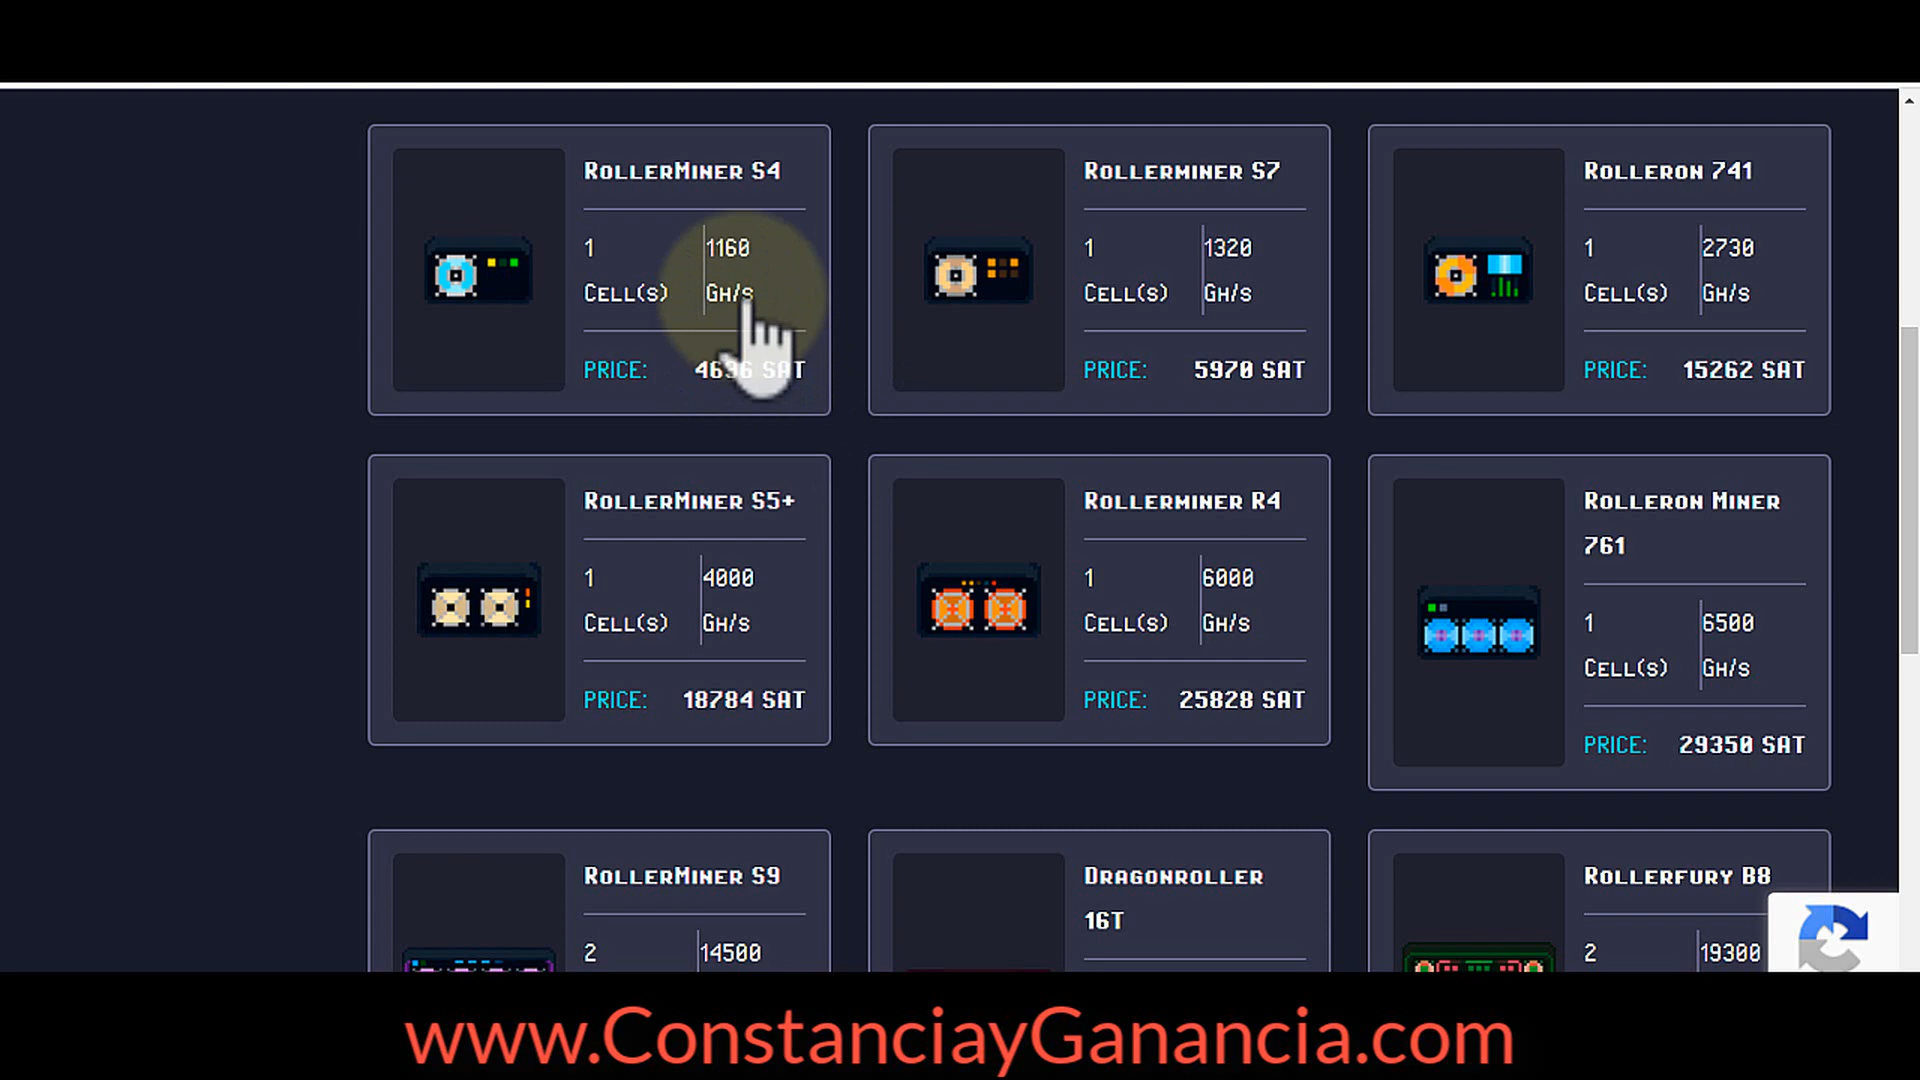 RollerMiner S4
1 1160
Cell(s) Gh/s
PRICE: SAT
Rollerminer S7
1 1320
Cell(s) Gh/s
PRICE: 5970 SAT
Rolleron 741
1 2730
Cell(s) Gh/s
PRICE: 15262 SAT
RollerMiner S5+
1 4000
Cell(s) Gh/s
PRICE: 18784 SAT
Rollerminer R4
1 6000
Cell(s) Gh/s
PRICE: 25828 SAT
Rolleron Miner
761
1 6500
Cell(s) Gh/s
PRICE: 29350 SAT
RollerMiner S9
2 14500
Dragonroller
16T
Rollerfury B8
2 19300
www.ConstanciayGanancia.com